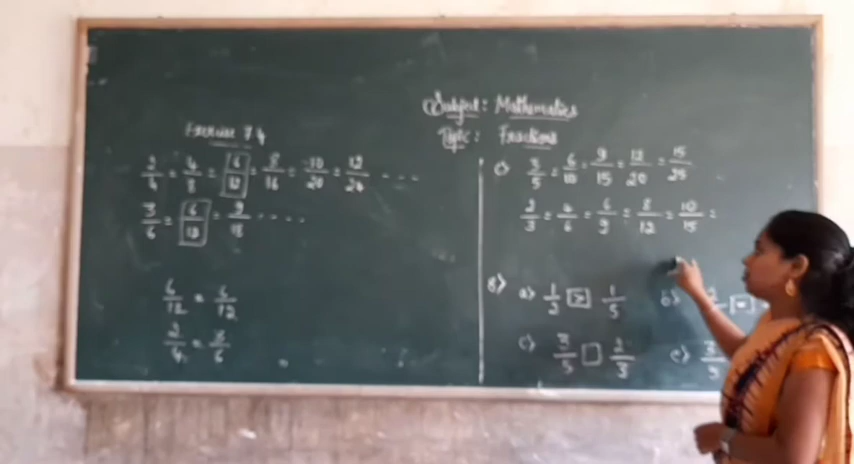 Subject: Mathematics
Topic: Fractions
Exercise 7.4
2/4 = 4/8 = 6/12 = 8/16 = 10/20 = 12/24 ....
3/6 = 6/12 = 9/18 ....
6/12 = 6/12
2/4 = 3/6
c) 3/5 = 6/10 = 9/15 = 12/20 = 15/25
2/3 = 4/6 = 6/9 = 8/12 = 10/15 =
8) a) 1/2 > 1/5 b)
c) 3/5 □ 2/3